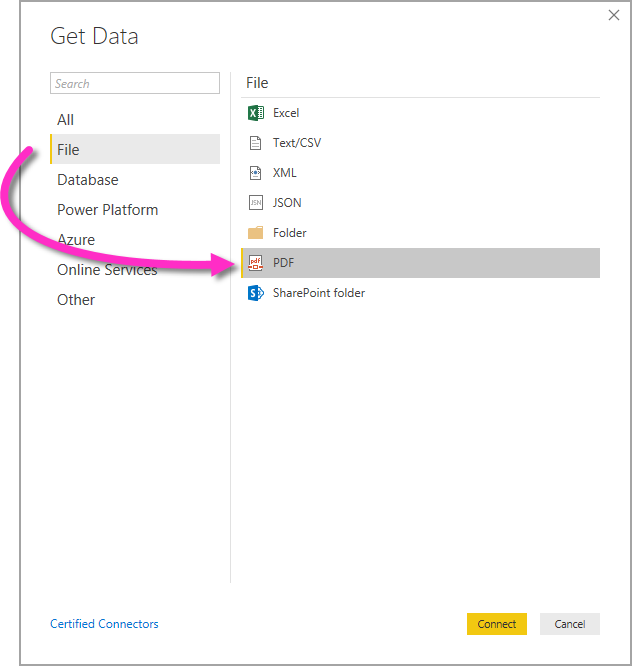 Get Data
Search
All
File
Database
Power Platform
Azure
Online Services
Other
File
Excel
Text/CSV
XML
JSON
Folder
PDF
SharePoint folder
Certified Connectors
Connect
Cancel